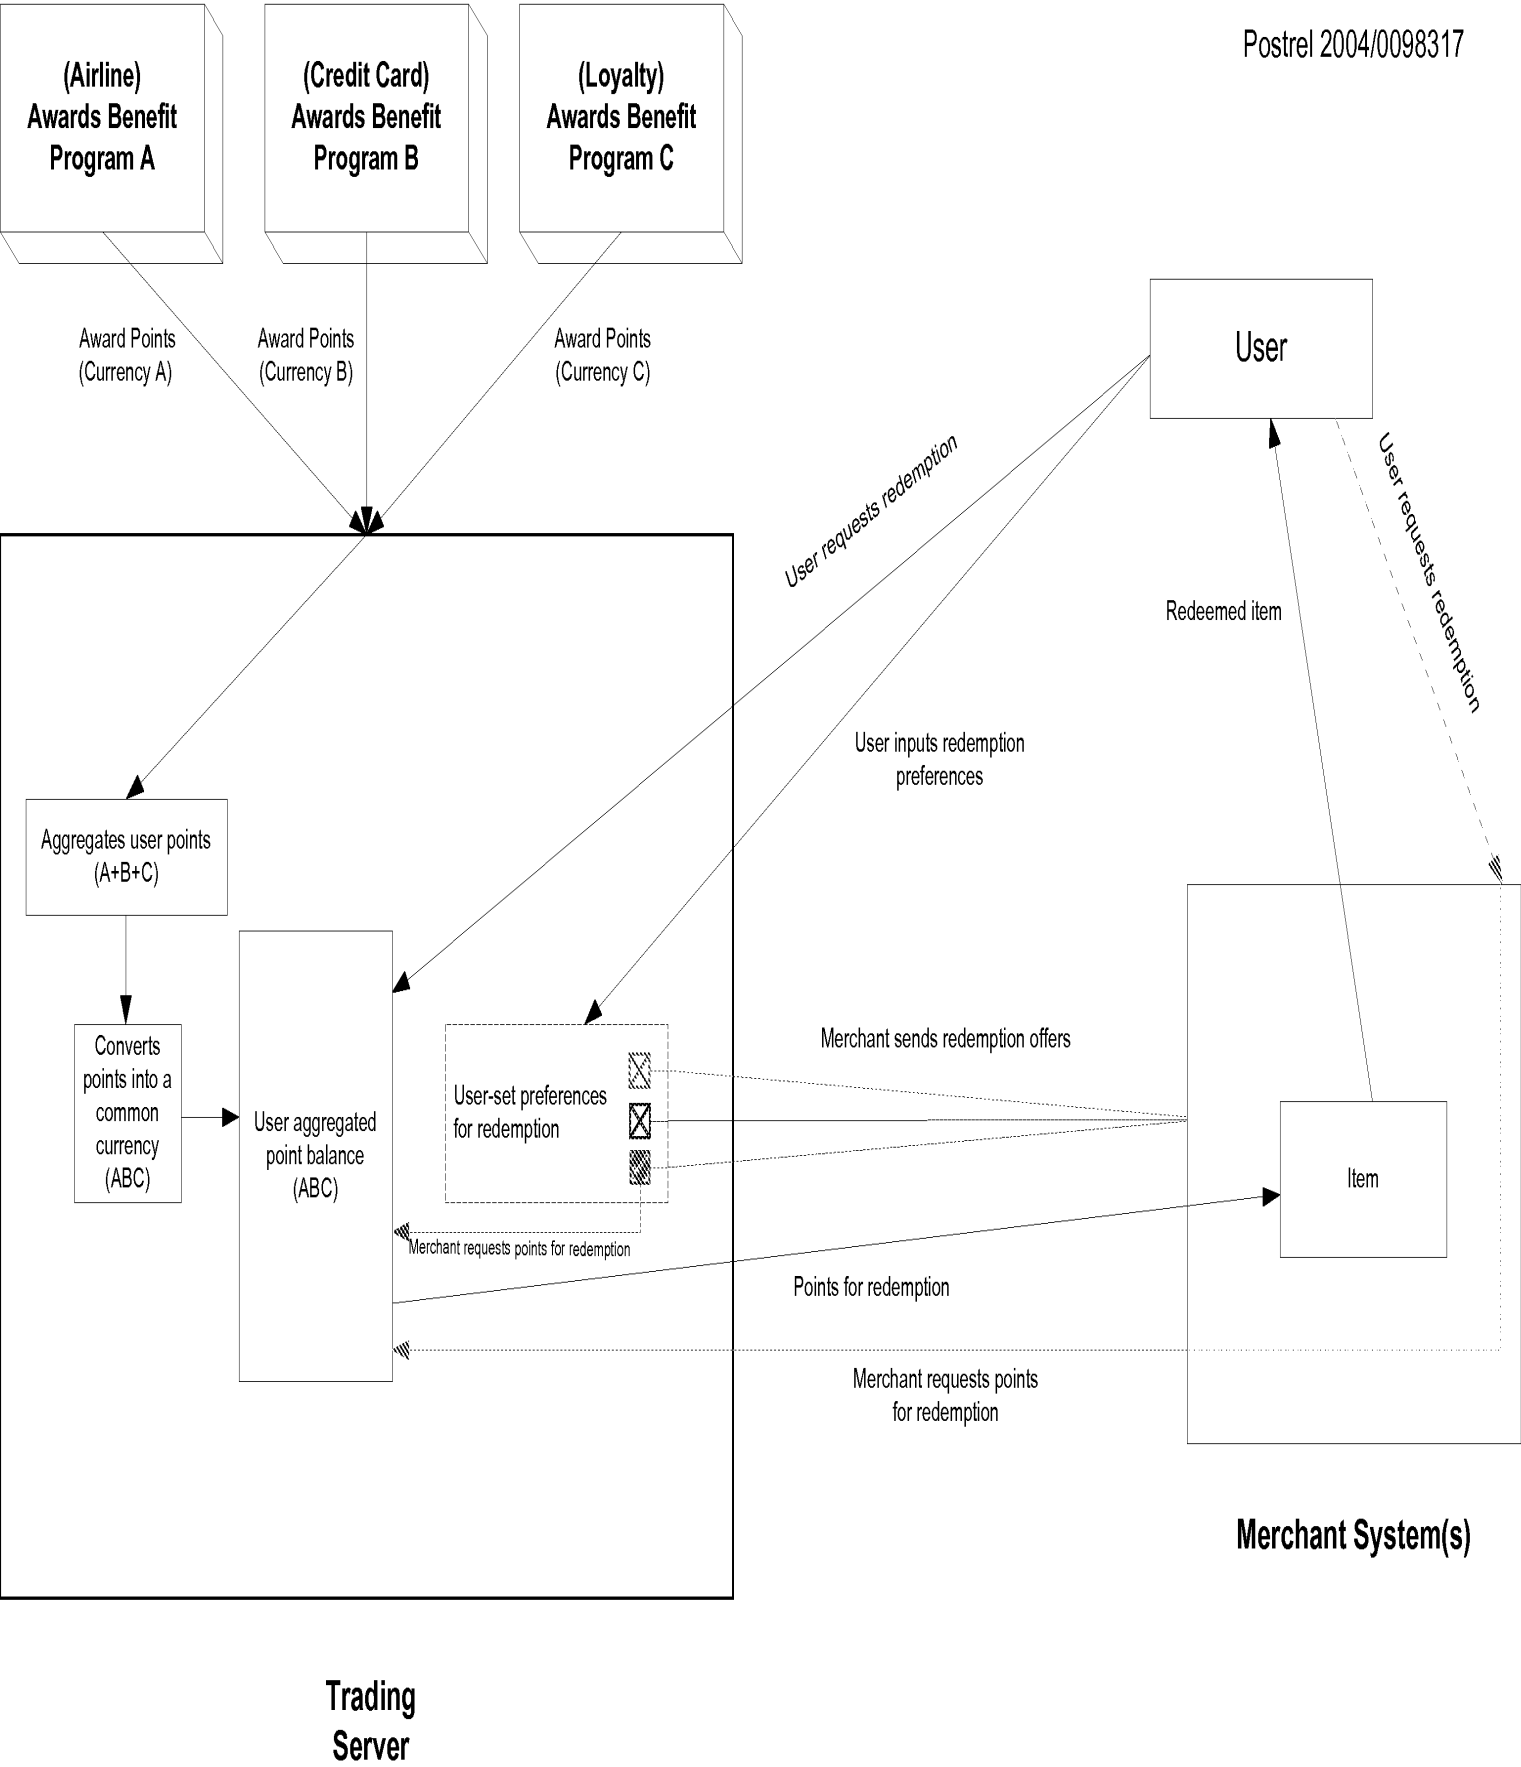 Postrel 2004/0098317
(Airline)
Awards Benefit
Program A
(Credit Card)
Awards Benefit
Program B
(Loyalty)
Awards Benefit
Program C
Award Points
(Currency A)
Award Points
(Currency B)
Award Points
(Currency C)
User
User requests redemption
User requests redemption
Redeemed item
User inputs redemption
preferences
Aggregates user points
(A+B+C)
Converts
points into a
common
currency
(ABC)
User aggregated
point balance
(ABC)
User-set preferences
for redemption
Merchant sends redemption offers
Item
Merchant requests points for redemption
Points for redemption
Merchant requests points
for redemption
Merchant System(s)
Trading
Server